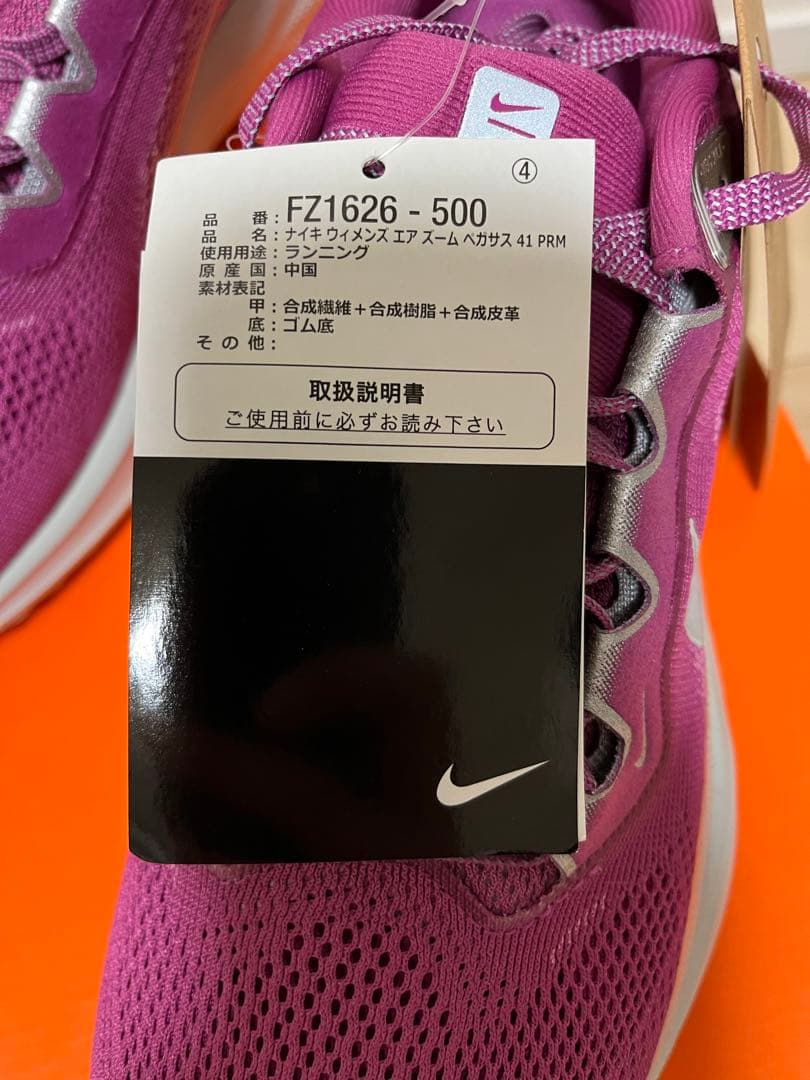 ④
品番：FZ1626 - 500
品名：ナイキ ウィメンズ エア ズーム ペガサス 41 PRM
使用用途：ランニング
原産国：中国
素材表記
甲：合成繊維＋合成樹脂＋合成皮革
底：ゴム底
その他：
取扱説明書
ご使用前に必ずお読み下さい